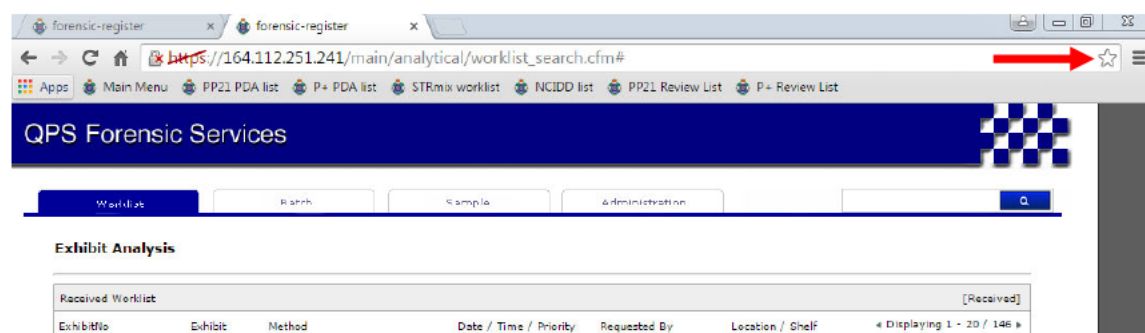 forensic-register forensic-register
https://164.112.251.241/main/analytical/worklist_search.cfm#
Apps Main Menu PP21 PDA list P+ PDA list STRmix worklist NCIDD list PP21 Review List P+ Review List
QPS Forensic Services
Worklist Batch Sample Administration
Exhibit Analysis
Received Worklist [Received]
ExhibitNo Exhibit Method Date / Time / Priority Requested By Location / Shelf « Displaying 1 - 20 / 146 »